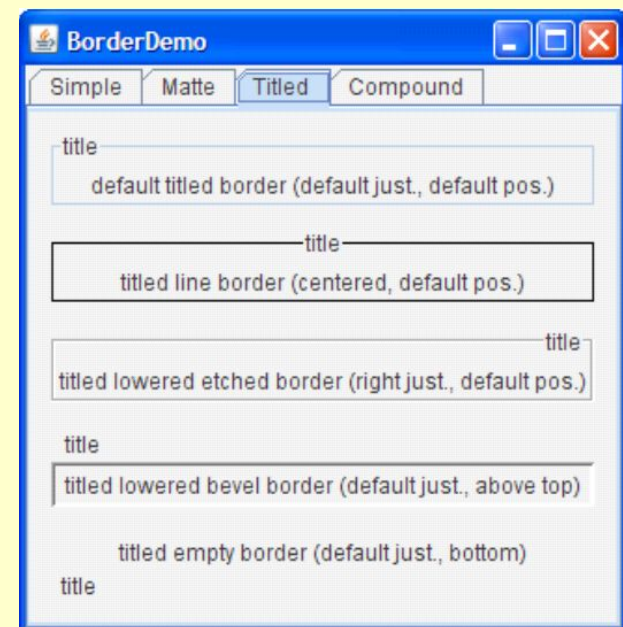 BorderDemo
Simple Matte Titled Compound
title
default titled border (default just., default pos.)
title
titled line border (centered, default pos.)
title
titled lowered etched border (right just., default pos.)
title
titled lowered bevel border (default just., above top)
titled empty border (default just., bottom)
title